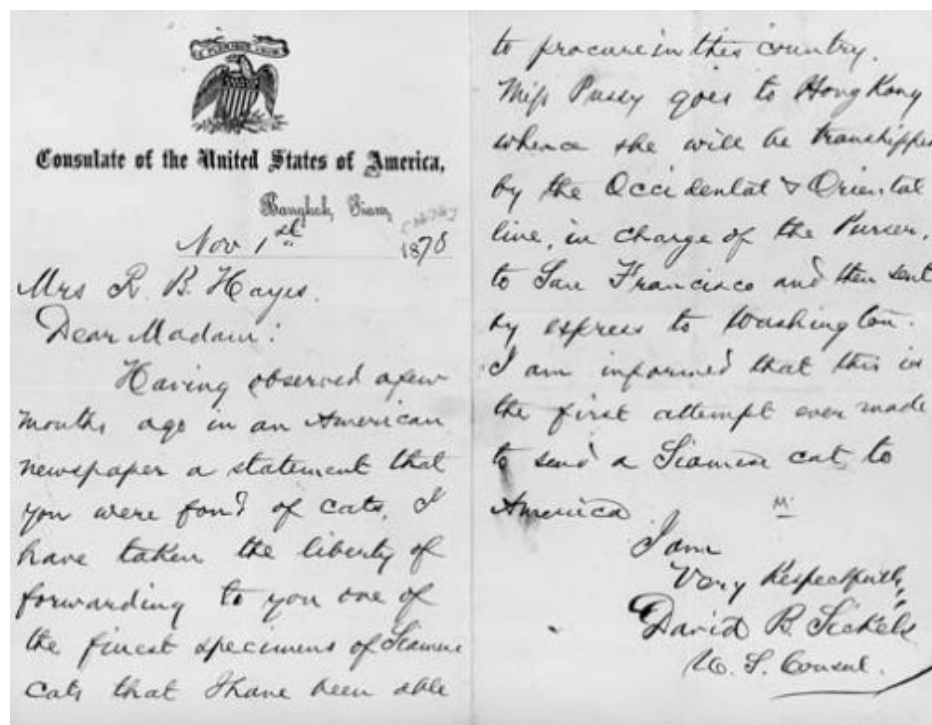 E PLURIBUS UNUM
Consulate of the United States of America,
Bangkok, Siam,
Nov 1st 1878
Mrs R. B. Hayes.
Dear Madam:
Having observed a few
months ago in an American
newspaper a statement that
you were fond of cats, I
have taken the liberty of
forwarding to you one of
the finest specimens of Siamese
cats that I have been able
to procure in this country.
Miss Pussy goes to Hong Kong
whence she will be transhipped
by the Occidental & Oriental
line, in charge of the Purser,
to San Francisco and then sent
by express to Washington.
I am informed that this is
the first attempt ever made
to send a Siamese cat to
America
I am
Very Respectfully,
David B. Sickels
U. S. Consul.